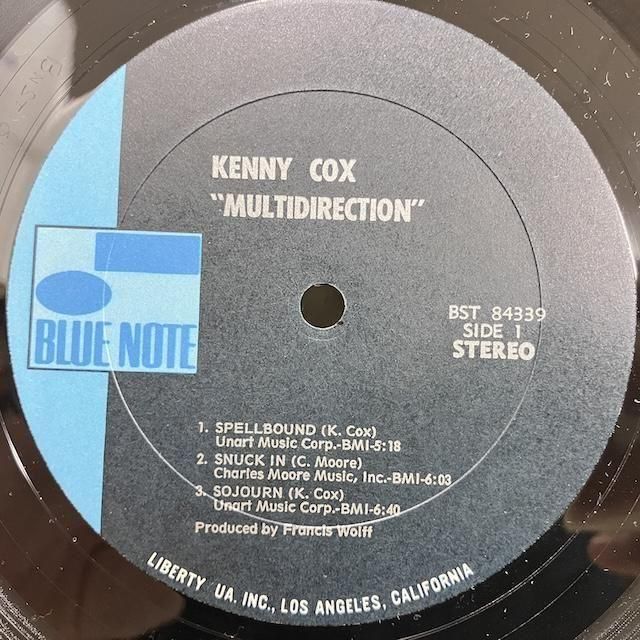 KENNY COX
"MULTIDIRECTION"
BLUE NOTE
BST 84339
SIDE 1
STEREO
1. SPELLBOUND (K. Cox)
Unart Music Corp.-BMI-5:18
2. SNUCK IN (C. Moore)
Charles Moore Music, Inc.-BMI-6:03
3. SOJOURN (K. Cox)
Unart Music Corp.-BMI-6:40
Produced by Francis Wolff
LIBERTY UA, INC., LOS ANGELES, CALIFORNIA